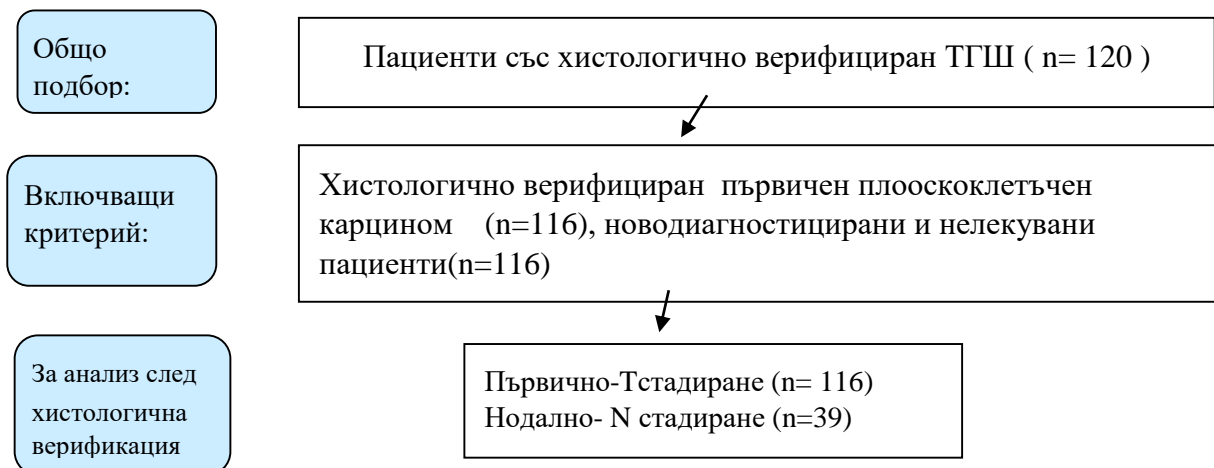 Общо
подбор:
Пациенти със хистологично верифициран ТГШ ( n= 120 )
Включващи
критерий:
Хистологично верифициран първичен плооскоклетъчен
карцином (n=116), новодиагностицирани и нелекувани
пациенти(n=116)
За анализ след
хистологична
верификация
Първично-Тстадиране (n= 116)
Нодално- N стадиране (n=39)